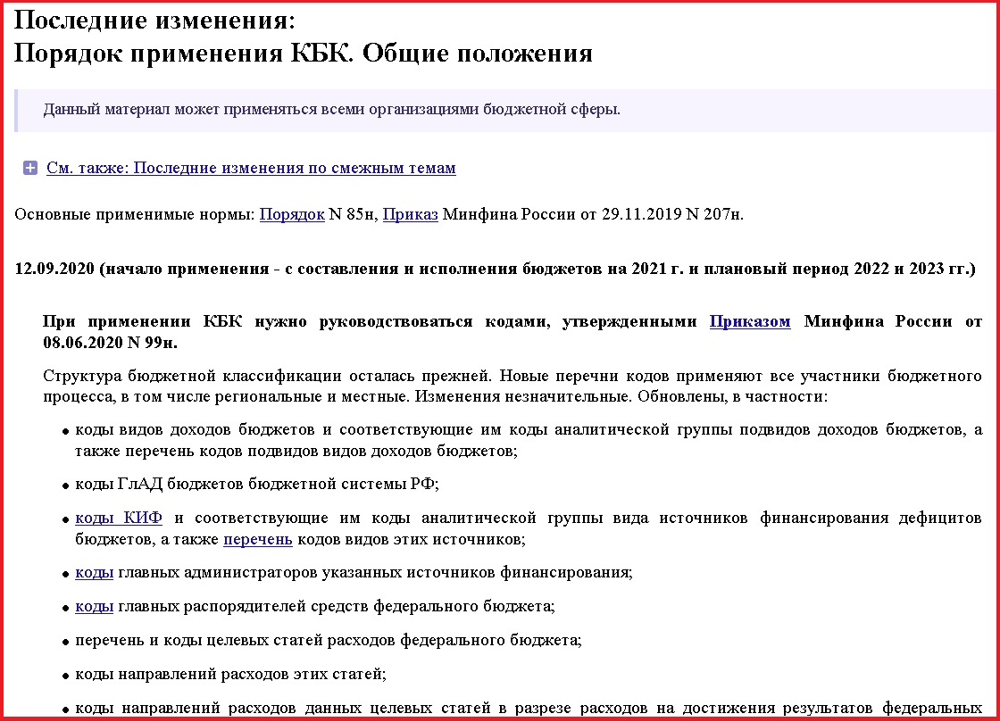 Последние изменения:
Порядок применения КБК. Общие положения
Данный материал может применяться всеми организациями бюджетной сферы.
См. также: Последние изменения по смежным темам
Основные применимые нормы: Порядок N 85н, Приказ Минфина России от 29.11.2019 N 207н.
12.09.2020 (начало применения - с составления и исполнения бюджетов на 2021 г. и плановый период 2022 и 2023 гг.)
При применении КБК нужно руководствоваться кодами, утвержденными Приказом Минфина России от
08.06.2020 N 99н.
Структура бюджетной классификации осталась прежней. Новые перечни кодов применяют все участники бюджетного
процесса, в том числе региональные и местные. Изменения незначительные. Обновлены, в частности:
• коды видов доходов бюджетов и соответствующие им коды аналитической группы подвидов доходов бюджетов, а
также перечень кодов подвидов видов доходов бюджетов;
• коды ГлАД бюджетов бюджетной системы РФ;
• коды КИФ и соответствующие им коды аналитической группы вида источников финансирования дефицитов
бюджетов, а также перечень кодов видов этих источников;
• коды главных администраторов указанных источников финансирования;
• коды главных распорядителей средств федерального бюджета;
• перечень и коды целевых статей расходов федерального бюджета;
• коды направлений расходов этих статей;
• коды направлений расходов данных целевых статей в разрезе расходов на достижения результатов федеральных